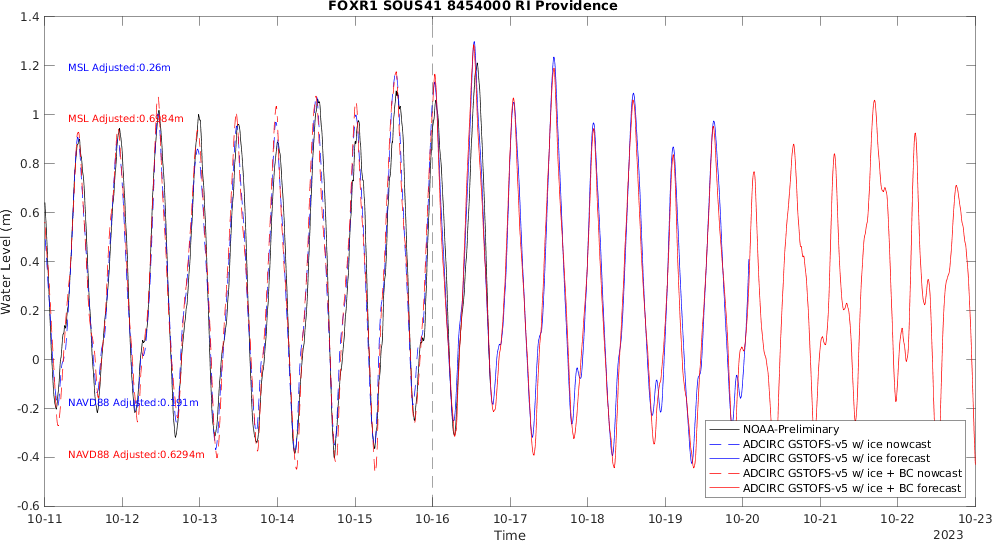 FOXR1 SOUS41 8454000 RI Providence
1.4
1.2
1
0.8
0.6
0.4
0.2
0
-0.2
-0.4
-0.6
Water Level (m)
MSL Adjusted:0.26m
MSL Adjusted:0.6984m
NAVD88 Adjusted:0.191m
NAVD88 Adjusted:0.6294m
NOAA-Preliminary
ADCIRC GSTOFS-v5 w/ ice nowcast
ADCIRC GSTOFS-v5 w/ ice forecast
ADCIRC GSTOFS-v5 w/ ice + BC nowcast
ADCIRC GSTOFS-v5 w/ ice + BC forecast
10-11 10-12 10-13 10-14 10-15 10-16 10-17 10-18 10-19 10-20 10-21 10-22 10-23
Time
2023